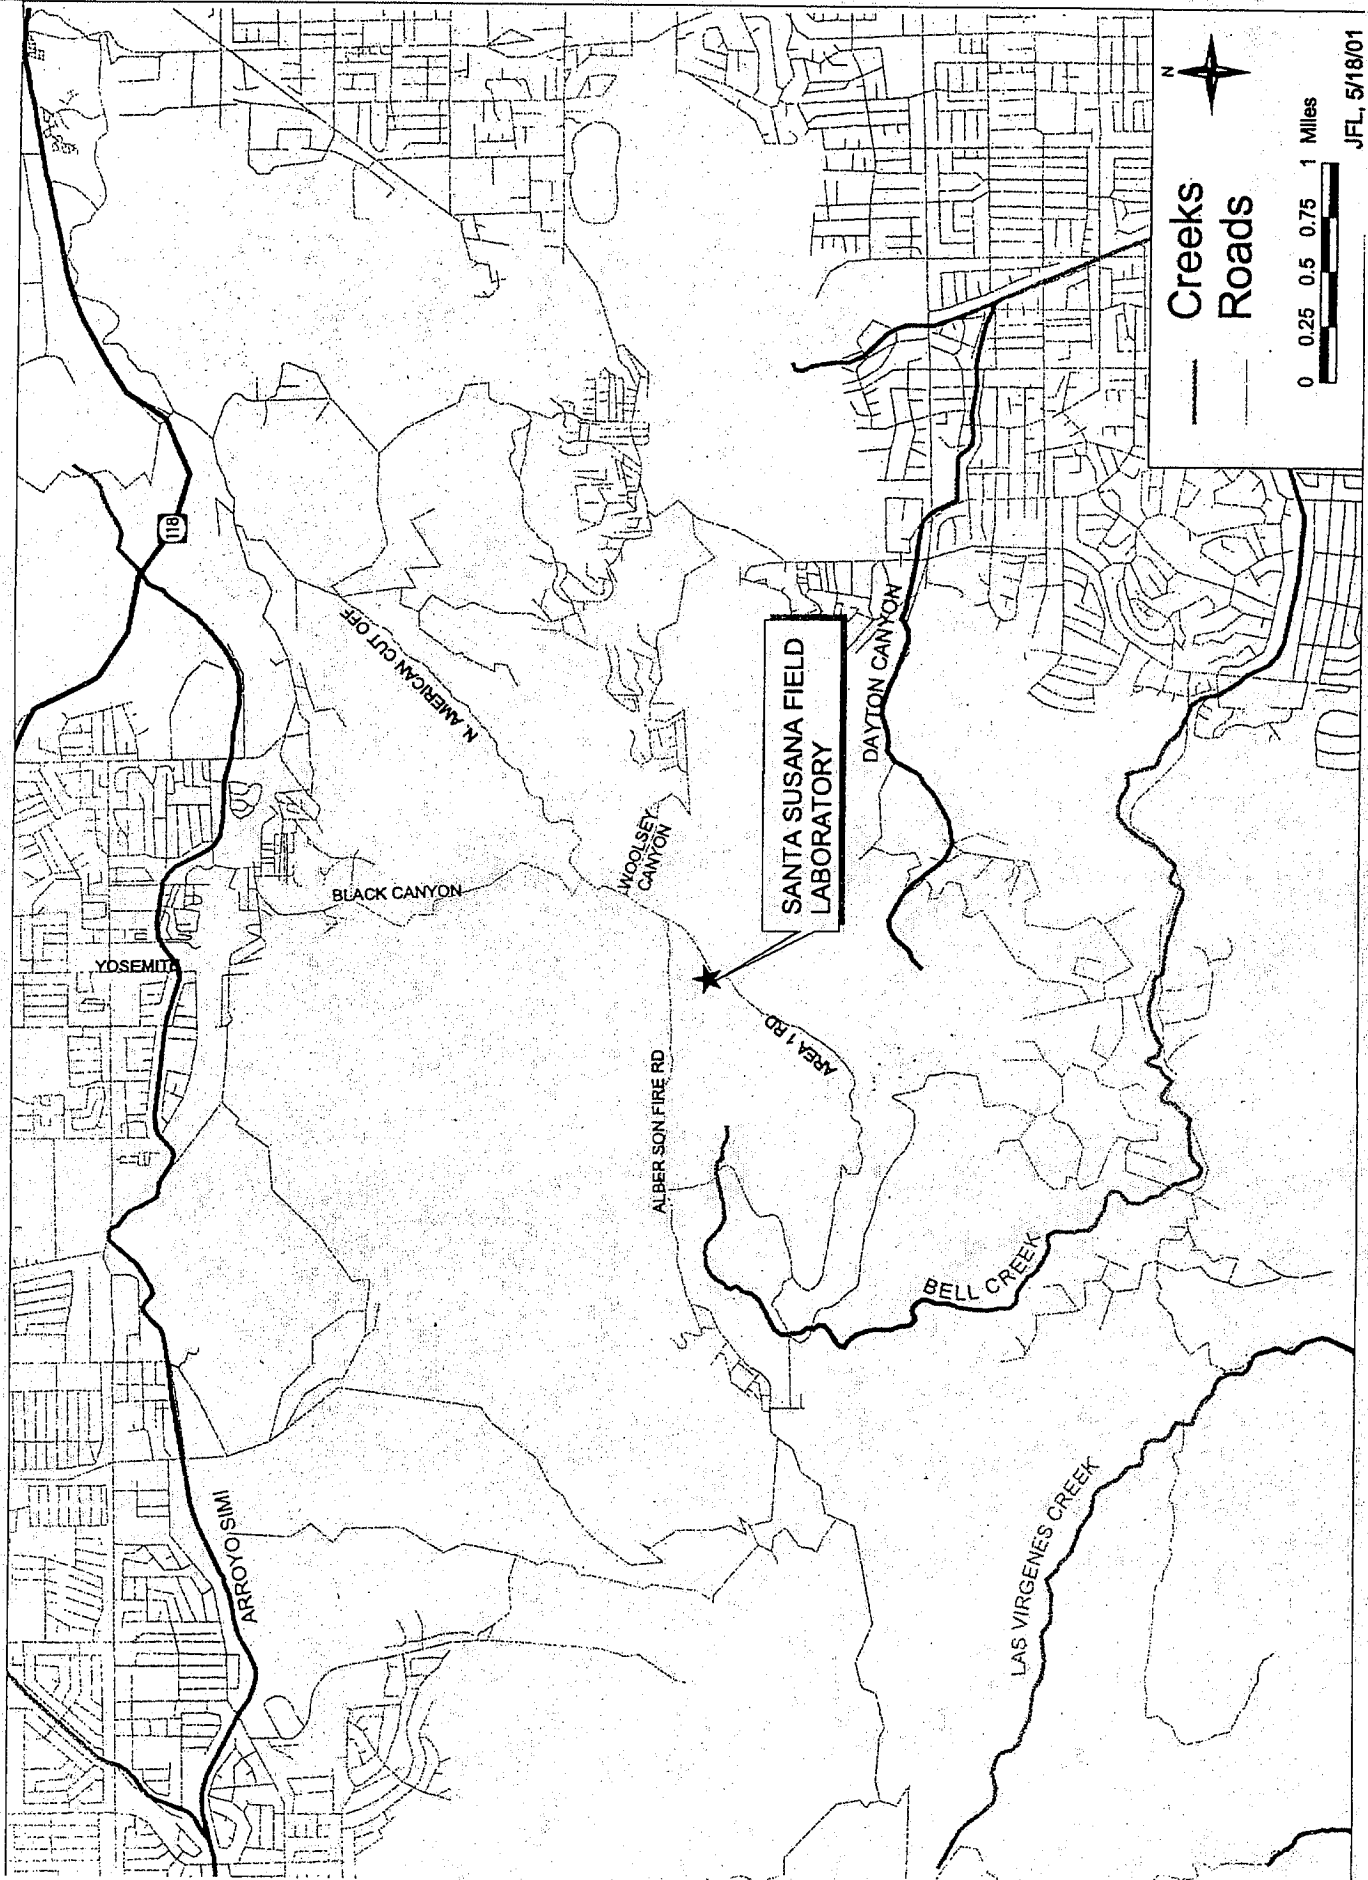 118
N. AMERICAN CUT OFF
YOSEMITE
BLACK CANYON
WOOLSEY
CANYON
SANTA SUSANA FIELD
LABORATORY
DAYTON CANYON
ALBER SON FIRE RD
AREA 1 RD
ARROYO SIMI
BELL CREEK
LAS VIRGENES CREEK
N
Creeks
Roads
0 0.25 0.5 0.75 1 Miles
JFL, 5/18/01